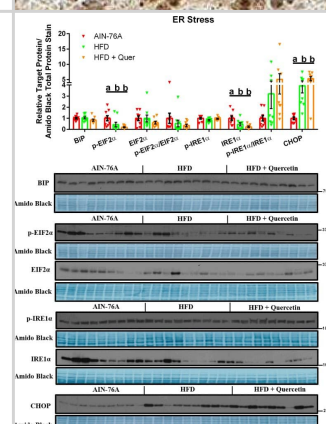 ER Stress
AIN-76A
HFD
HFD + Quer
Relative Target Protein/
Amido Black Total Protein Stain
20
15
10
5
4
3
2
1
0
a b b
a b b
a b b
BIP
p-EIF2α
EIF2α
p-EIF2α/EIF2α
p-IRE1α
IRE1α
p-IRE1α/IRE1α
CHOP
AIN-76A HFD HFD + Quercetin
BIP
Amido Black
AIN-76A HFD HFD + Quercetin
p-EIF2α
Amido Black
EIF2α
Amido Black
AIN-76A HFD HFD + Quercetin
p-IRE1α
Amido Black
IRE1α
Amido Black
AIN-76A HFD HFD + Quercetin
CHOP
Amido Black